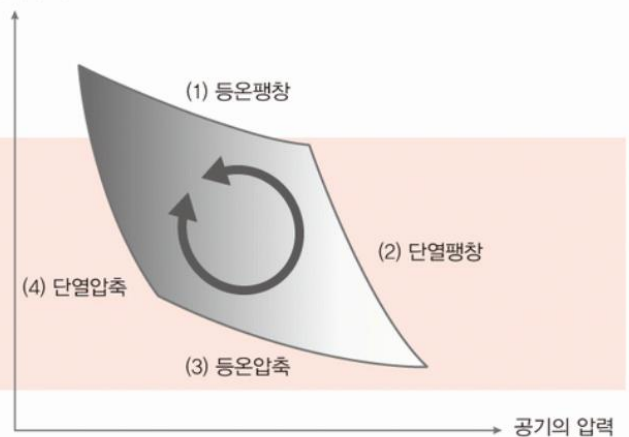 (1) 등온팽창
(2) 단열팽창
(4) 단열압축
(3) 등온압축
공기의 압력